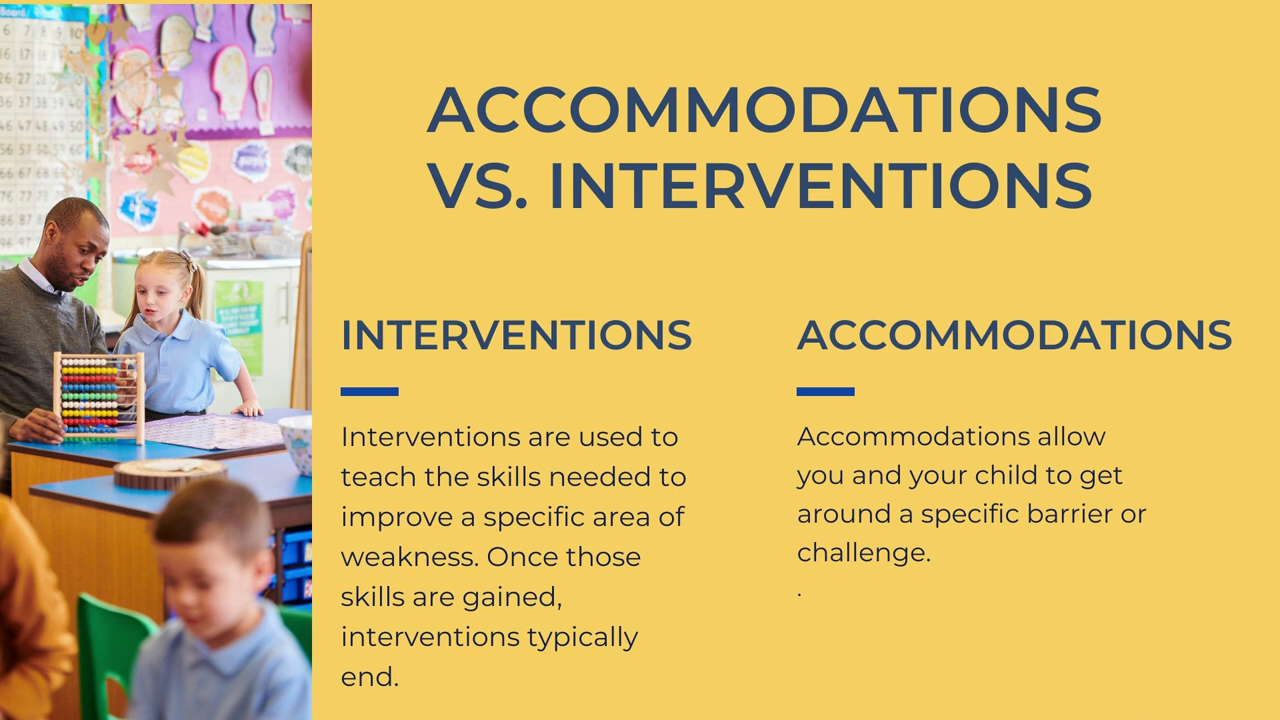 ACCOMMODATIONS
VS. INTERVENTIONS
INTERVENTIONS
Interventions are used to
teach the skills needed to
improve a specific area of
weakness. Once those
skills are gained,
interventions typically
end.
ACCOMMODATIONS
Accommodations allow
you and your child to get
around a specific barrier or
challenge.
.